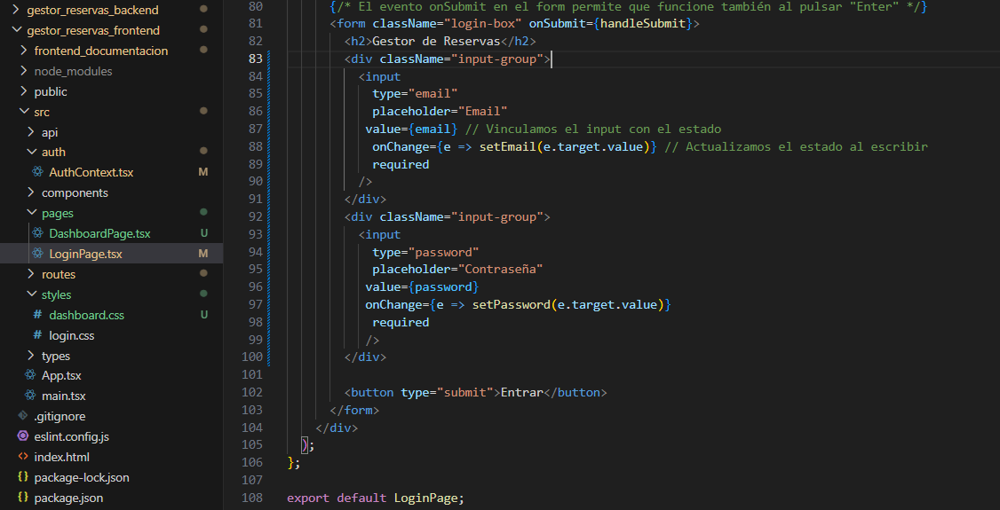 gestor_reservas_backend
gestor_reservas_frontend
frontend_documentacion
node_modules
public
src
api
auth
AuthContext.tsx M
components
pages
DashboardPage.tsx U
LoginPage.tsx M
routes
styles
# dashboard.css U
# login.css
types
App.tsx
main.tsx
.gitignore
eslint.config.js
<> index.html
{} package-lock.json
{} package.json
80 {/* El evento onSubmit en el form permite que funcione también al pulsar "Enter" */}
81 <form className="login-box" onSubmit={handleSubmit}>
82 <h2>Gestor de Reservas</h2>
83 <div className="input-group">
84 <input
85 type="email"
86 placeholder="Email"
87 value={email} // Vinculamos el input con el estado
88 onChange={e => setEmail(e.target.value)} // Actualizamos el estado al escribir
89 required
90 />
91 </div>
92 <div className="input-group">
93 <input
94 type="password"
95 placeholder="Contraseña"
96 value={password}
97 onChange={e => setPassword(e.target.value)}
98 required
99 />
100 </div>
101
102 <button type="submit">Entrar</button>
103 </form>
104 </div>
105 );
106 };
107
108 export default LoginPage;